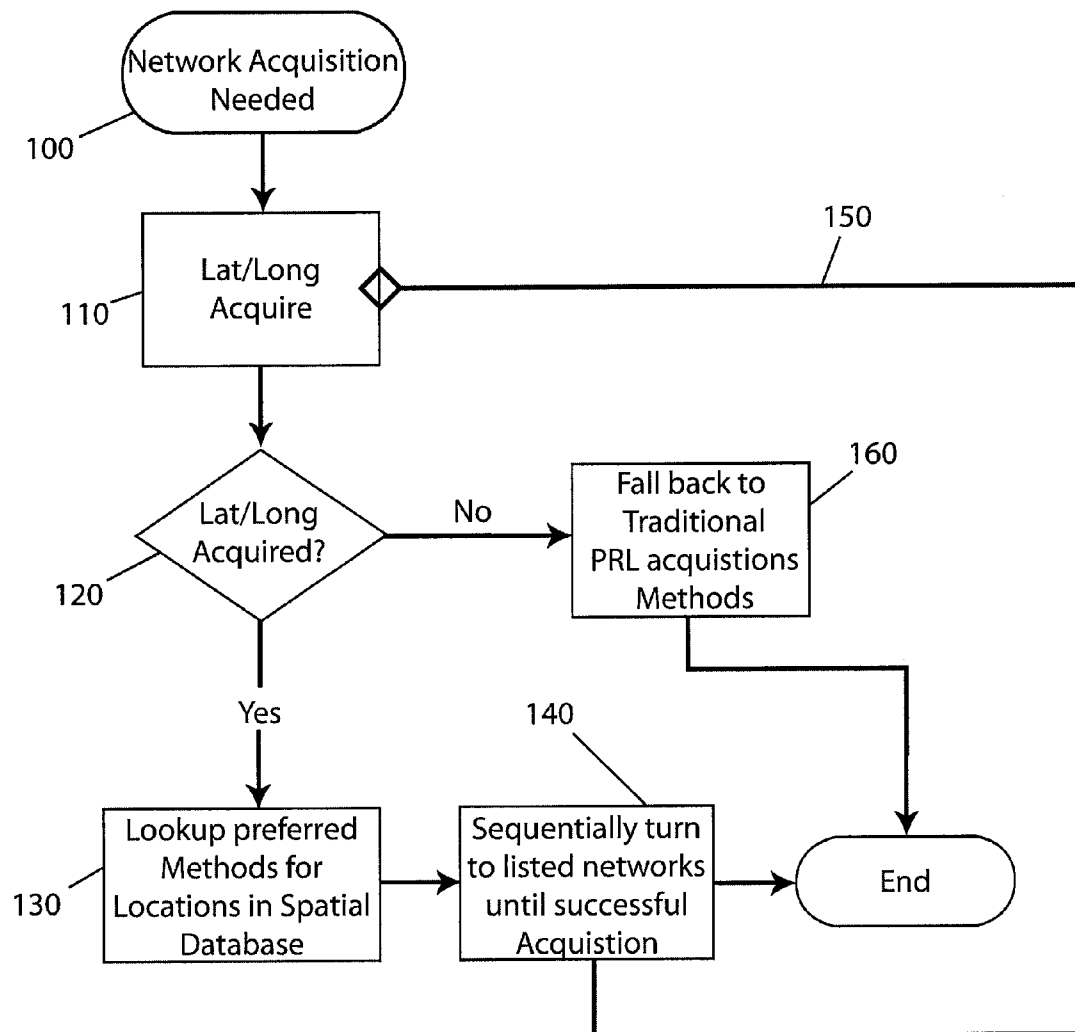 Network Acquisition
Needed
100
Lat/Long
Acquire
110
150
Lat/Long
Acquired?
120
No
Fall back to
Traditional
PRL acquistions
Methods
160
Yes
Lookup preferred
Methods for
Locations in Spatial
Database
130
140
Sequentially turn
to listed networks
until successful
Acquistion
End